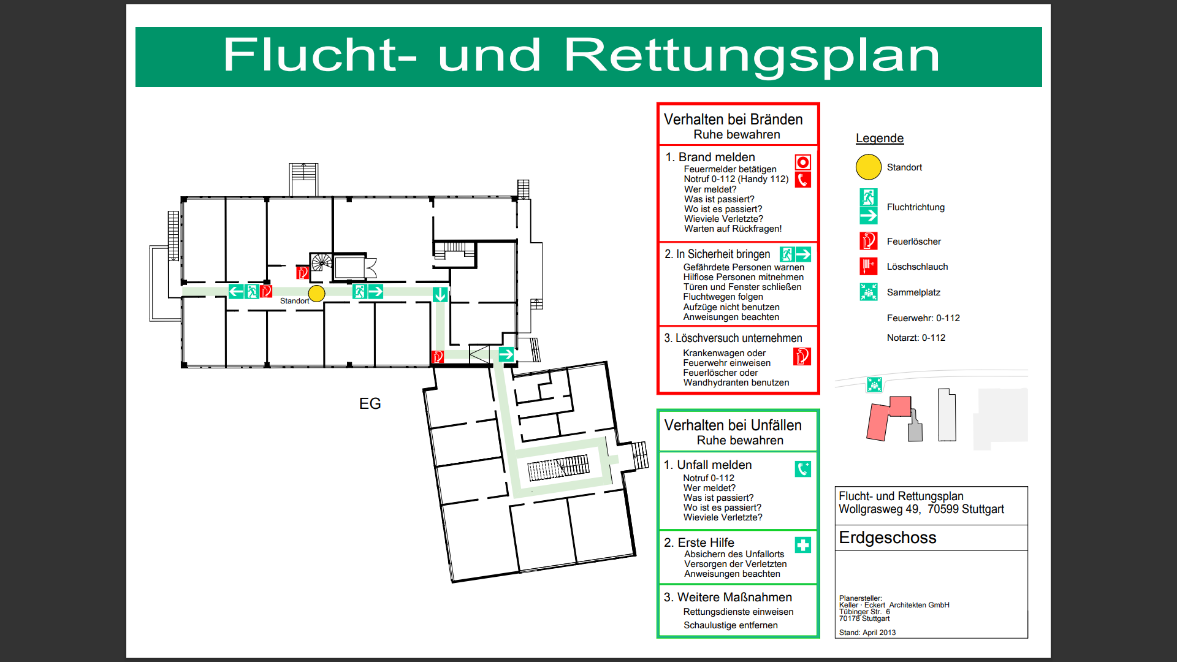 Flucht- und Rettungsplan
Standort
EG
Verhalten bei Bränden
Ruhe bewahren
1. Brand melden
Feuermelder betätigen
Notruf 0-112 (Handy 112)
Wer meldet?
Was ist passiert?
Wo ist es passiert?
Wieviele Verletzte?
Warten auf Rückfragen!
2. In Sicherheit bringen
Gefährdete Personen warnen
Hilflose Personen mitnehmen
Türen und Fenster schließen
Fluchtwegen folgen
Aufzüge nicht benutzen
Anweisungen beachten
3. Löschversuch unternehmen
Krankenwagen oder
Feuerwehr einweisen
Feuerlöscher oder
Wandhydranten benutzen
Verhalten bei Unfällen
Ruhe bewahren
1. Unfall melden
Notruf 0-112
Wer meldet?
Was ist passiert?
Wo ist es passiert?
Wieviele Verletzte?
2. Erste Hilfe
Absichern des Unfallorts
Versorgen der Verletzten
Anweisungen beachten
3. Weitere Maßnahmen
Rettungsdienste einweisen
Schaulustige entfernen
Legende
Standort
Fluchtrichtung
Feuerlöscher
Löschschlauch
Sammelplatz
Feuerwehr: 0-112
Notarzt: 0-112
Flucht- und Rettungsplan
Wollgrasweg 49, 70599 Stuttgart
Erdgeschoss
Planersteller:
Keller · Eckert Architekten GmbH
Tübinger Str. 6
70178 Stuttgart
Stand: April 2013